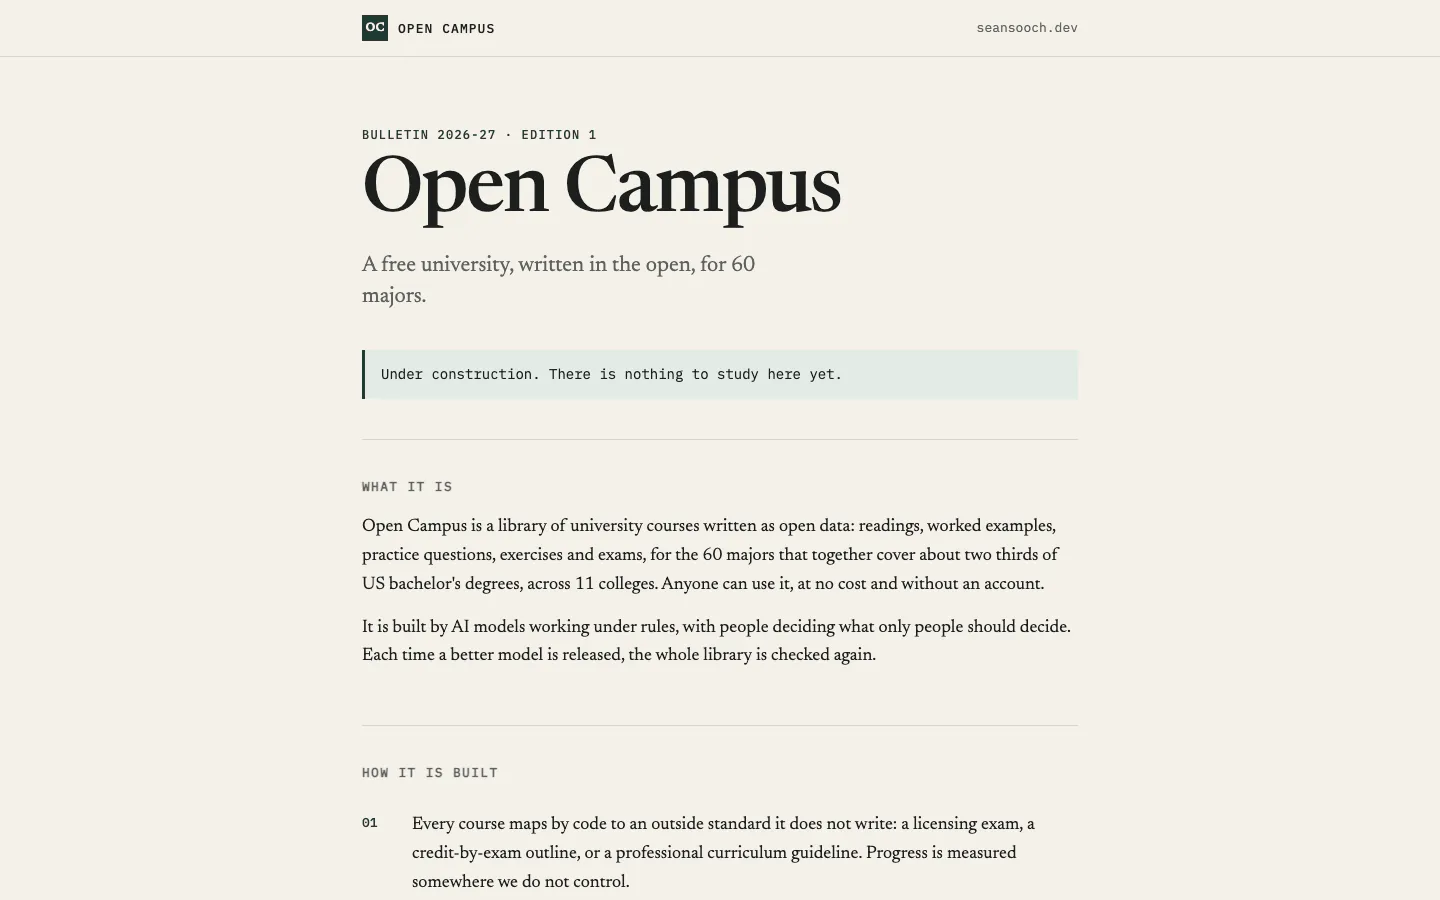 OC OPEN CAMPUS
seansooch.dev
BULLETIN 2026-27 · EDITION 1
Open Campus
A free university, written in the open, for 60
majors.
Under construction. There is nothing to study here yet.
WHAT IT IS
Open Campus is a library of university courses written as open data: readings, worked examples,
practice questions, exercises and exams, for the 60 majors that together cover about two thirds of
US bachelor's degrees, across 11 colleges. Anyone can use it, at no cost and without an account.
It is built by AI models working under rules, with people deciding what only people should decide.
Each time a better model is released, the whole library is checked again.
HOW IT IS BUILT
01
Every course maps by code to an outside standard it does not write: a licensing exam, a
credit-by-exam outline, or a professional curriculum guideline. Progress is measured
somewhere we do not control.